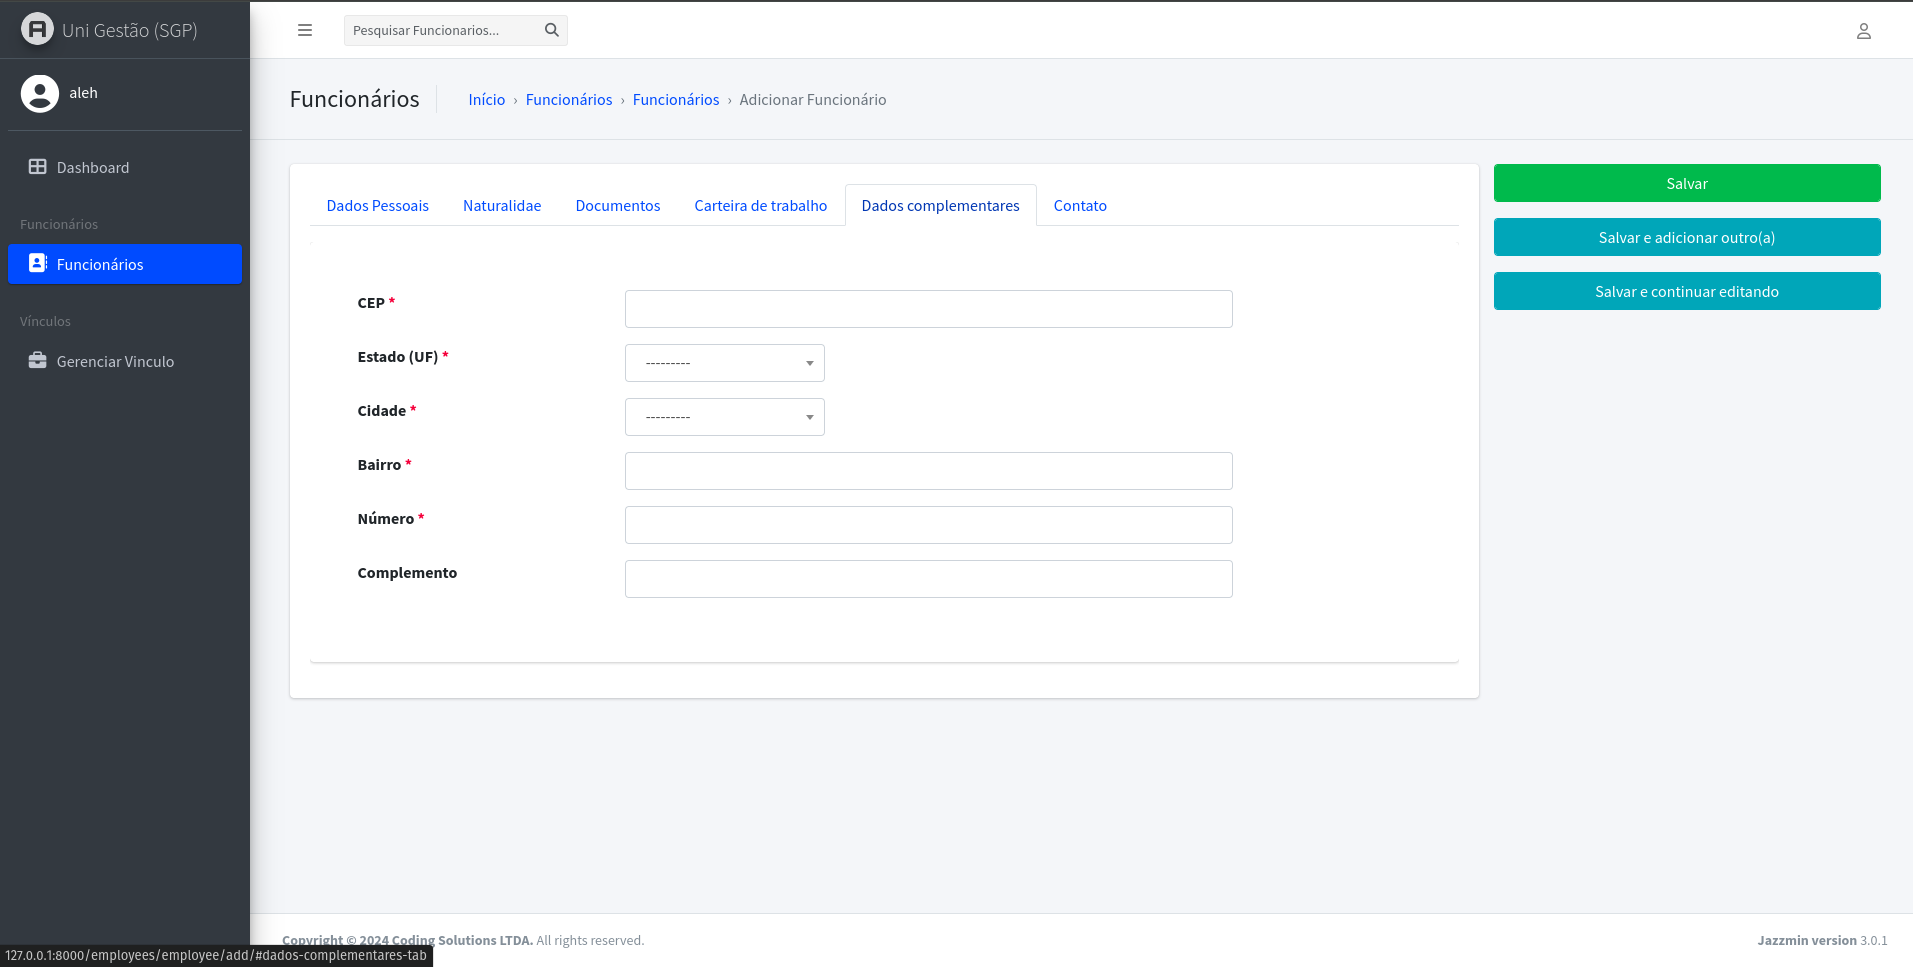 Uni Gestão (SGP)
Pesquisar Funcionarios...
aleh
Funcionários
Início › Funcionários › Funcionários › Adicionar Funcionário
Dashboard
Funcionários
Funcionários
Vínculos
Gerenciar Vinculo
Dados Pessoais
Naturalidae
Documentos
Carteira de trabalho
Dados complementares
Contato
CEP *
Estado (UF) *
---------
Cidade *
---------
Bairro *
Número *
Complemento
Salvar
Salvar e adicionar outro(a)
Salvar e continuar editando
Copyright © 2024 Coding Solutions LTDA. All rights reserved.
Jazzmin version 3.0.1
127.0.0.1:8000/employees/employee/add/#dados-complementares-tab